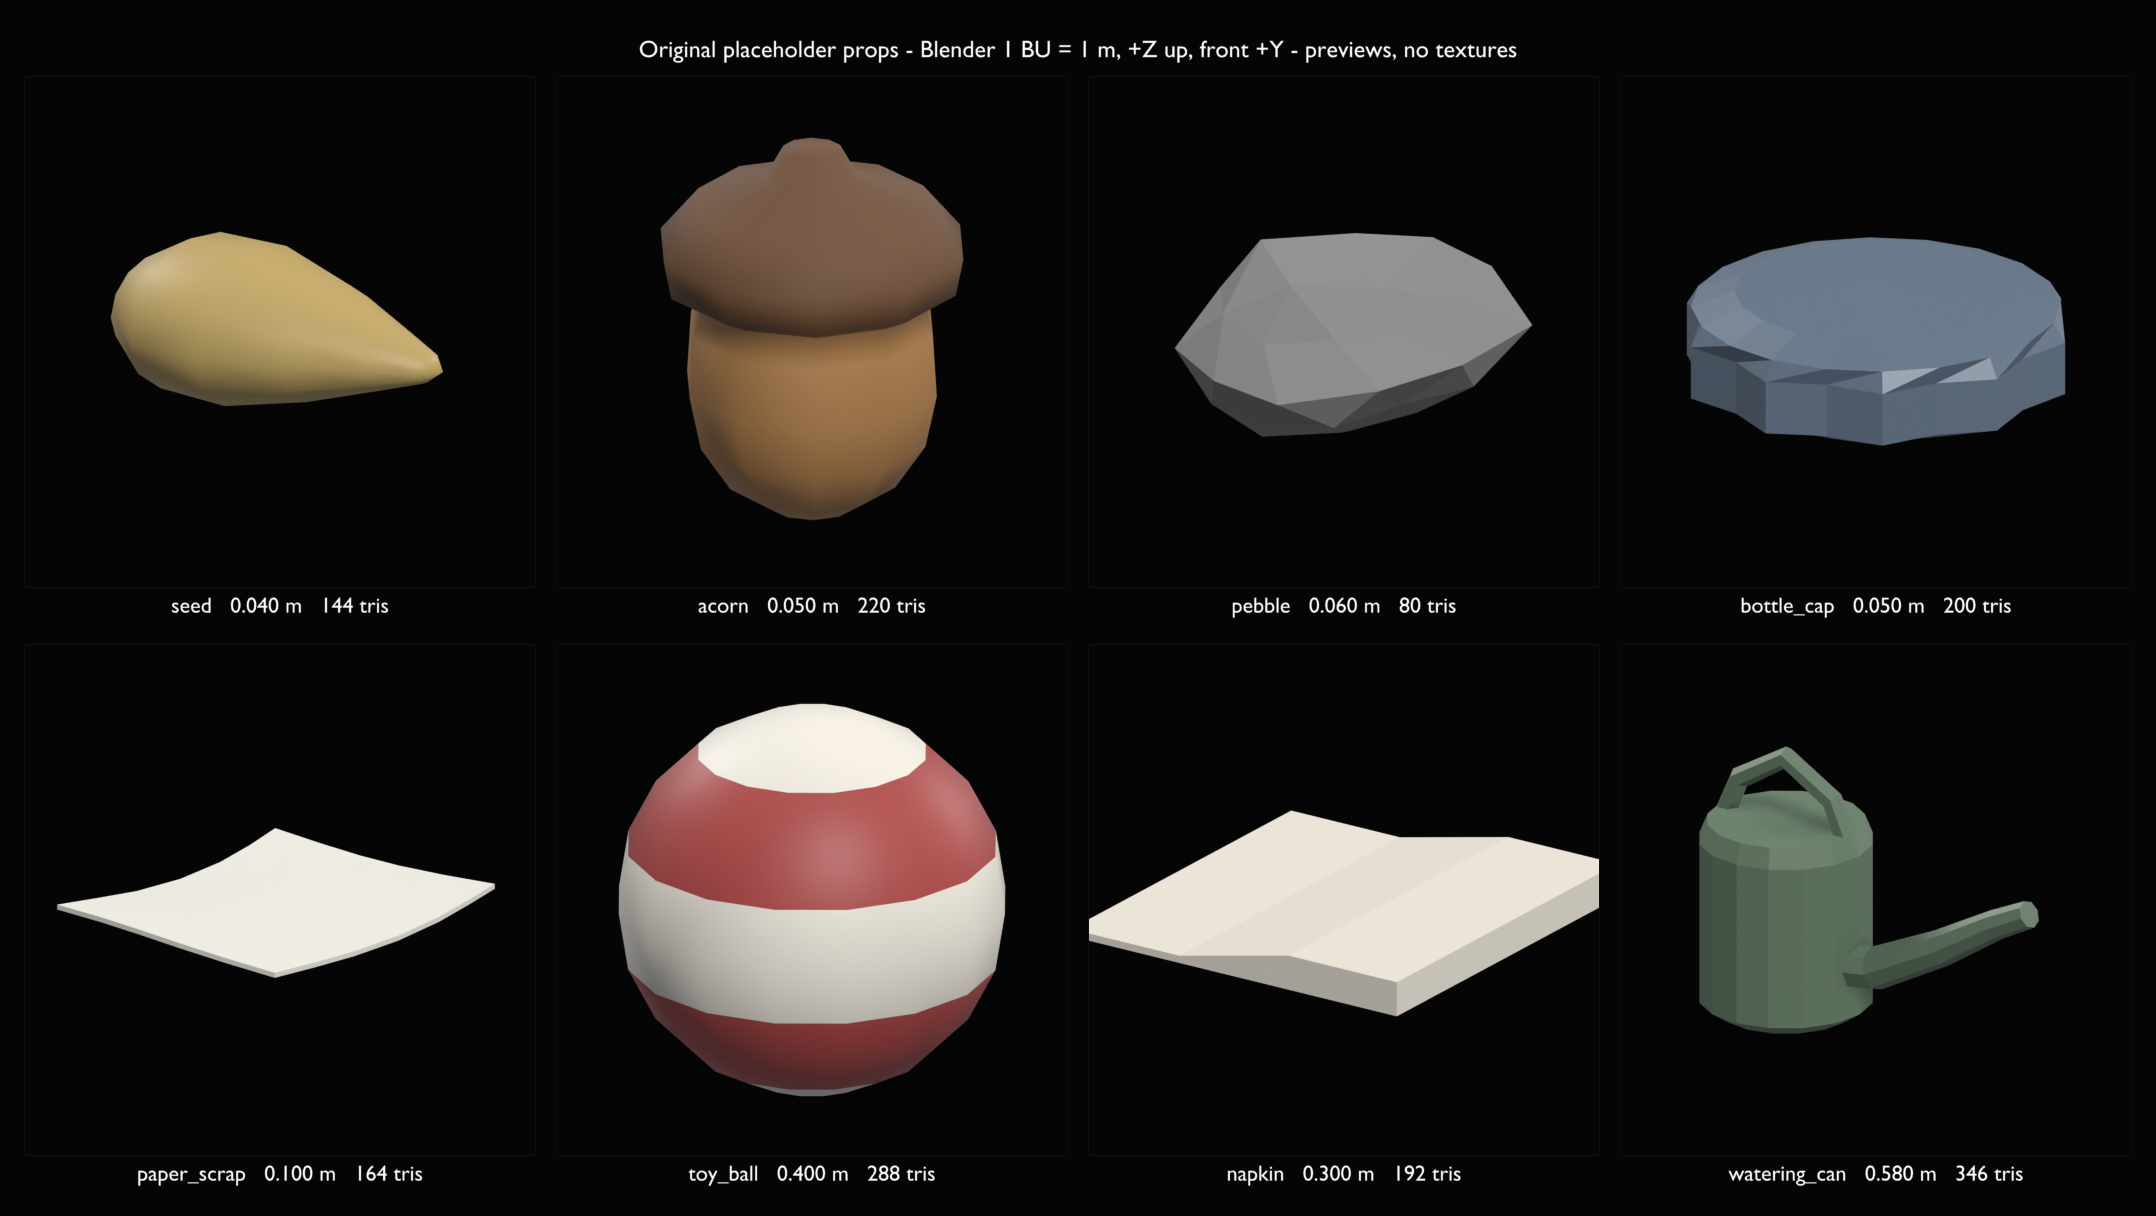 Original placeholder props - Blender 1 BU = 1 m, +Z up, front +Y - previews, no textures
seed 0.040 m 144 tris
acorn 0.050 m 220 tris
pebble 0.060 m 80 tris
bottle_cap 0.050 m 200 tris
paper_scrap 0.100 m 164 tris
toy_ball 0.400 m 288 tris
napkin 0.300 m 192 tris
watering_can 0.580 m 346 tris